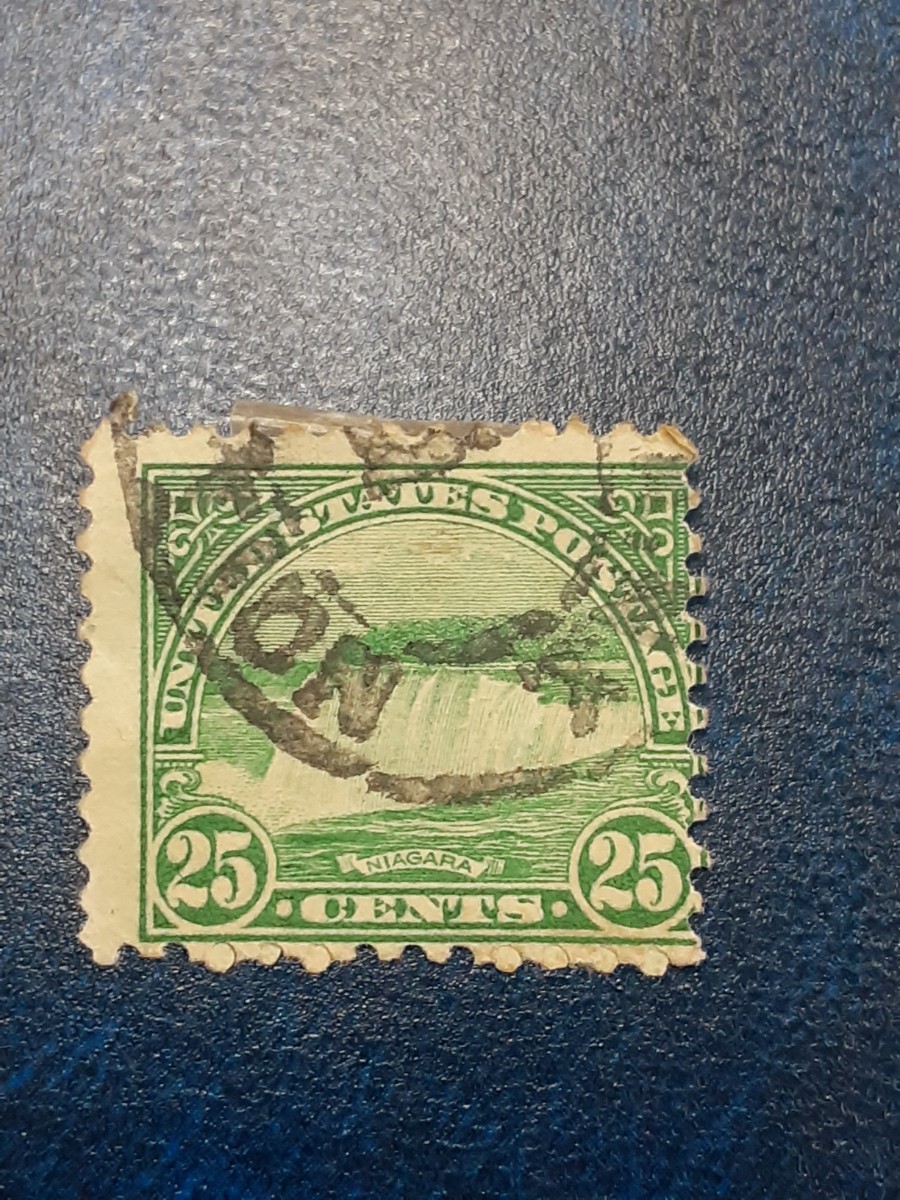 UNITED STATES POSTAGE
NIAGARA
25 · CENTS · 25